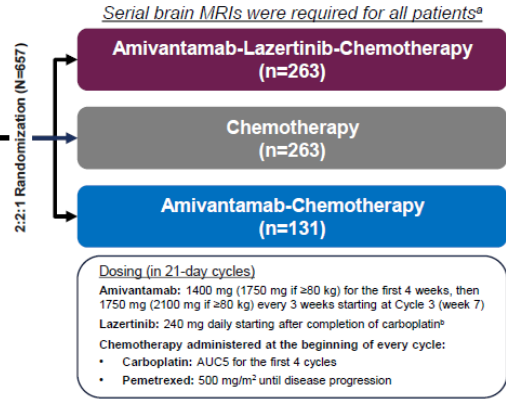 Serial brain MRIs were required for all patientsᵃ
2:2:1 Randomization (N=657)
Amivantamab-Lazertinib-Chemotherapy
(n=263)
Chemotherapy
(n=263)
Amivantamab-Chemotherapy
(n=131)
Dosing (in 21-day cycles)
Amivantamab: 1400 mg (1750 mg if ≥80 kg) for the first 4 weeks, then
1750 mg (2100 mg if ≥80 kg) every 3 weeks starting at Cycle 3 (week 7)
Lazertinib: 240 mg daily starting after completion of carboplatinᵇ
Chemotherapy administered at the beginning of every cycle:
• Carboplatin: AUC5 for the first 4 cycles
• Pemetrexed: 500 mg/m² until disease progression